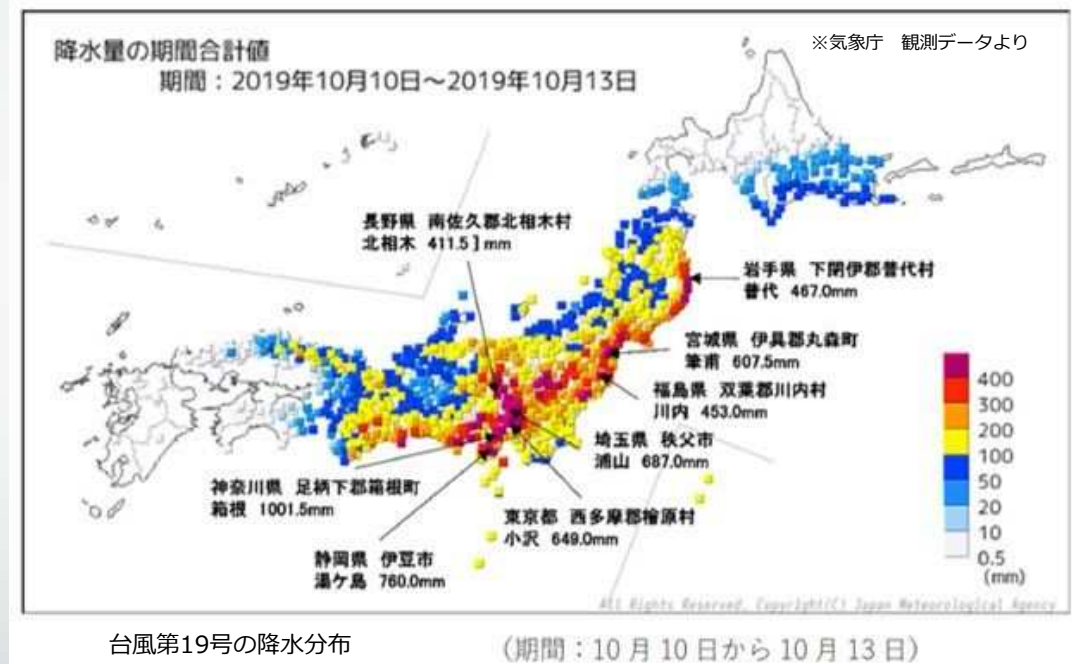 降水量の期間合計値
期間：2019年10月10日～2019年10月13日
※気象庁　観測データより
長野県 南佐久郡北相木村
北相木 411.5］mm
岩手県 下閉伊郡普代村
普代 467.0mm
宮城県 伊具郡丸森町
筆甫 607.5mm
福島県 双葉郡川内村
川内 453.0mm
埼玉県 秩父市
浦山 687.0mm
神奈川県 足柄下郡箱根町
箱根 1001.5mm
東京都 西多摩郡檜原村
小沢 649.0mm
静岡県 伊豆市
湯ケ島 760.0mm
400
300
200
100
50
20
10
0.5
(mm)
All Rights Reserved, Copyright(C) Japan Meteorological Agency
台風第19号の降水分布
(期間：10月10日から10月13日)